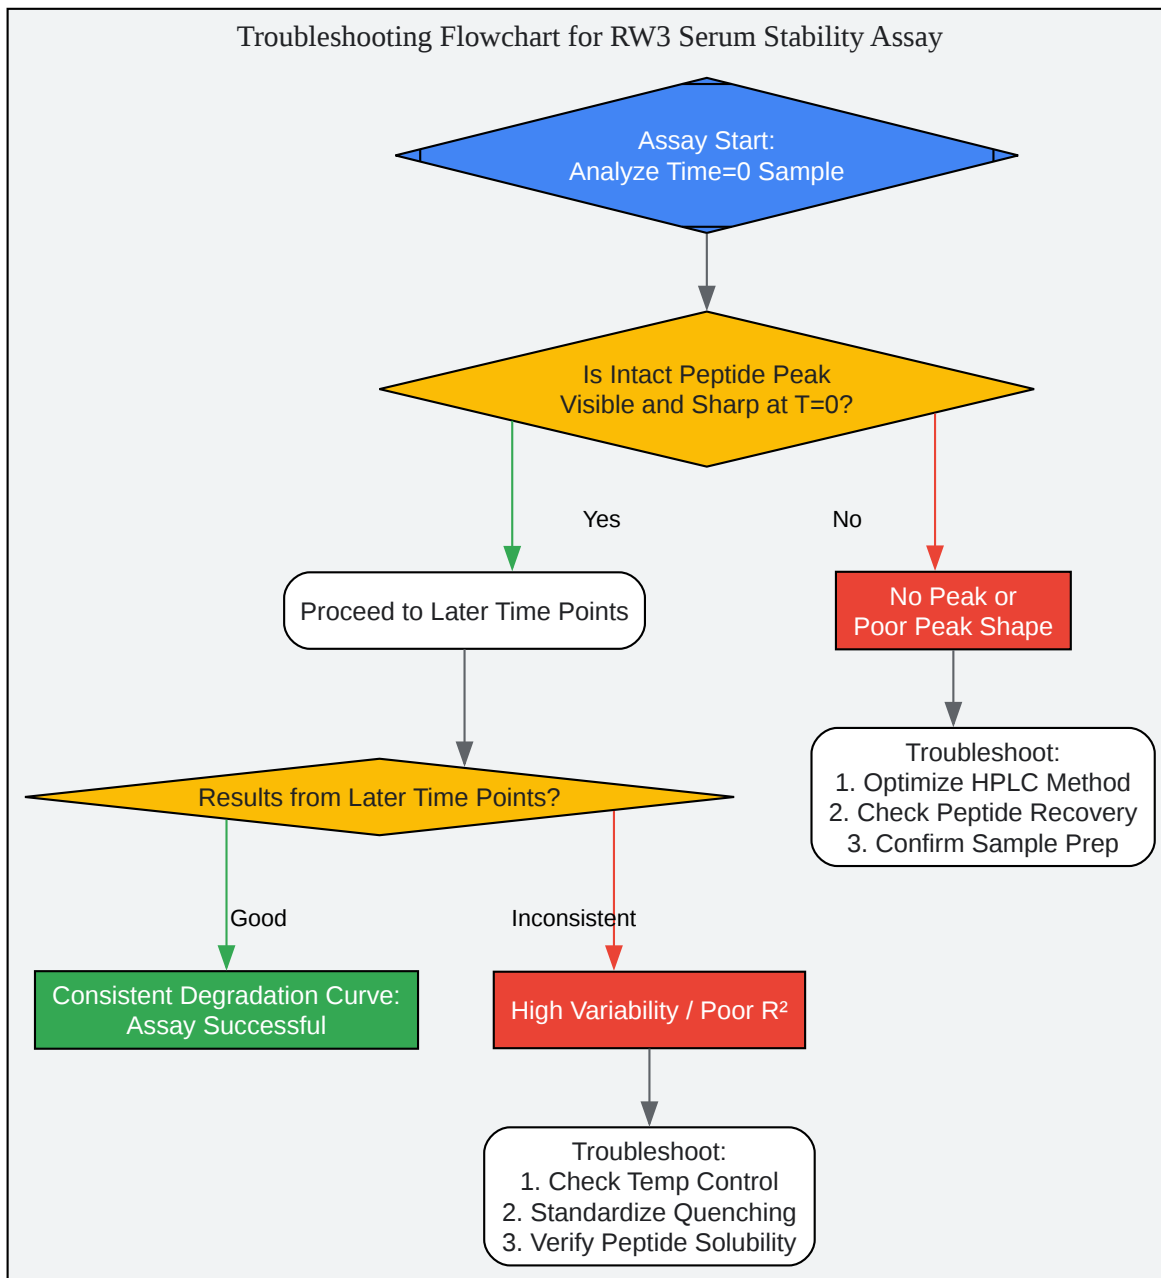 Troubleshooting Flowchart for RW3 Serum Stability Assay
Assay Start:
Analyze Time=0 Sample
Is Intact Peptide Peak
Visible and Sharp at T=0?
Yes
No
Proceed to Later Time Points
No Peak or
Poor Peak Shape
Troubleshoot:
1. Optimize HPLC Method
2. Check Peptide Recovery
3. Confirm Sample Prep
Results from Later Time Points?
Good
Inconsistent
Consistent Degradation Curve:
Assay Successful
High Variability / Poor R²
Troubleshoot:
1. Check Temp Control
2. Standardize Quenching
3. Verify Peptide Solubility